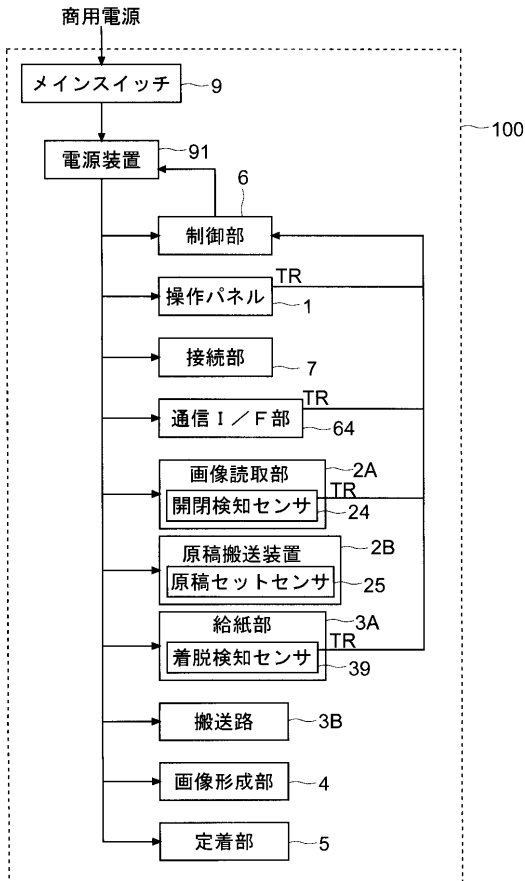 商用電源
メインスイッチ
9
100
電源装置
91
6
制御部
TR
操作パネル
1
接続部
7
TR
通信Ｉ／Ｆ部
64
画像読取部
2A
TR
開閉検知センサ
24
原稿搬送装置
2B
原稿セットセンサ
25
給紙部
3A
TR
着脱検知センサ
39
搬送路
3B
画像形成部
4
定着部
5